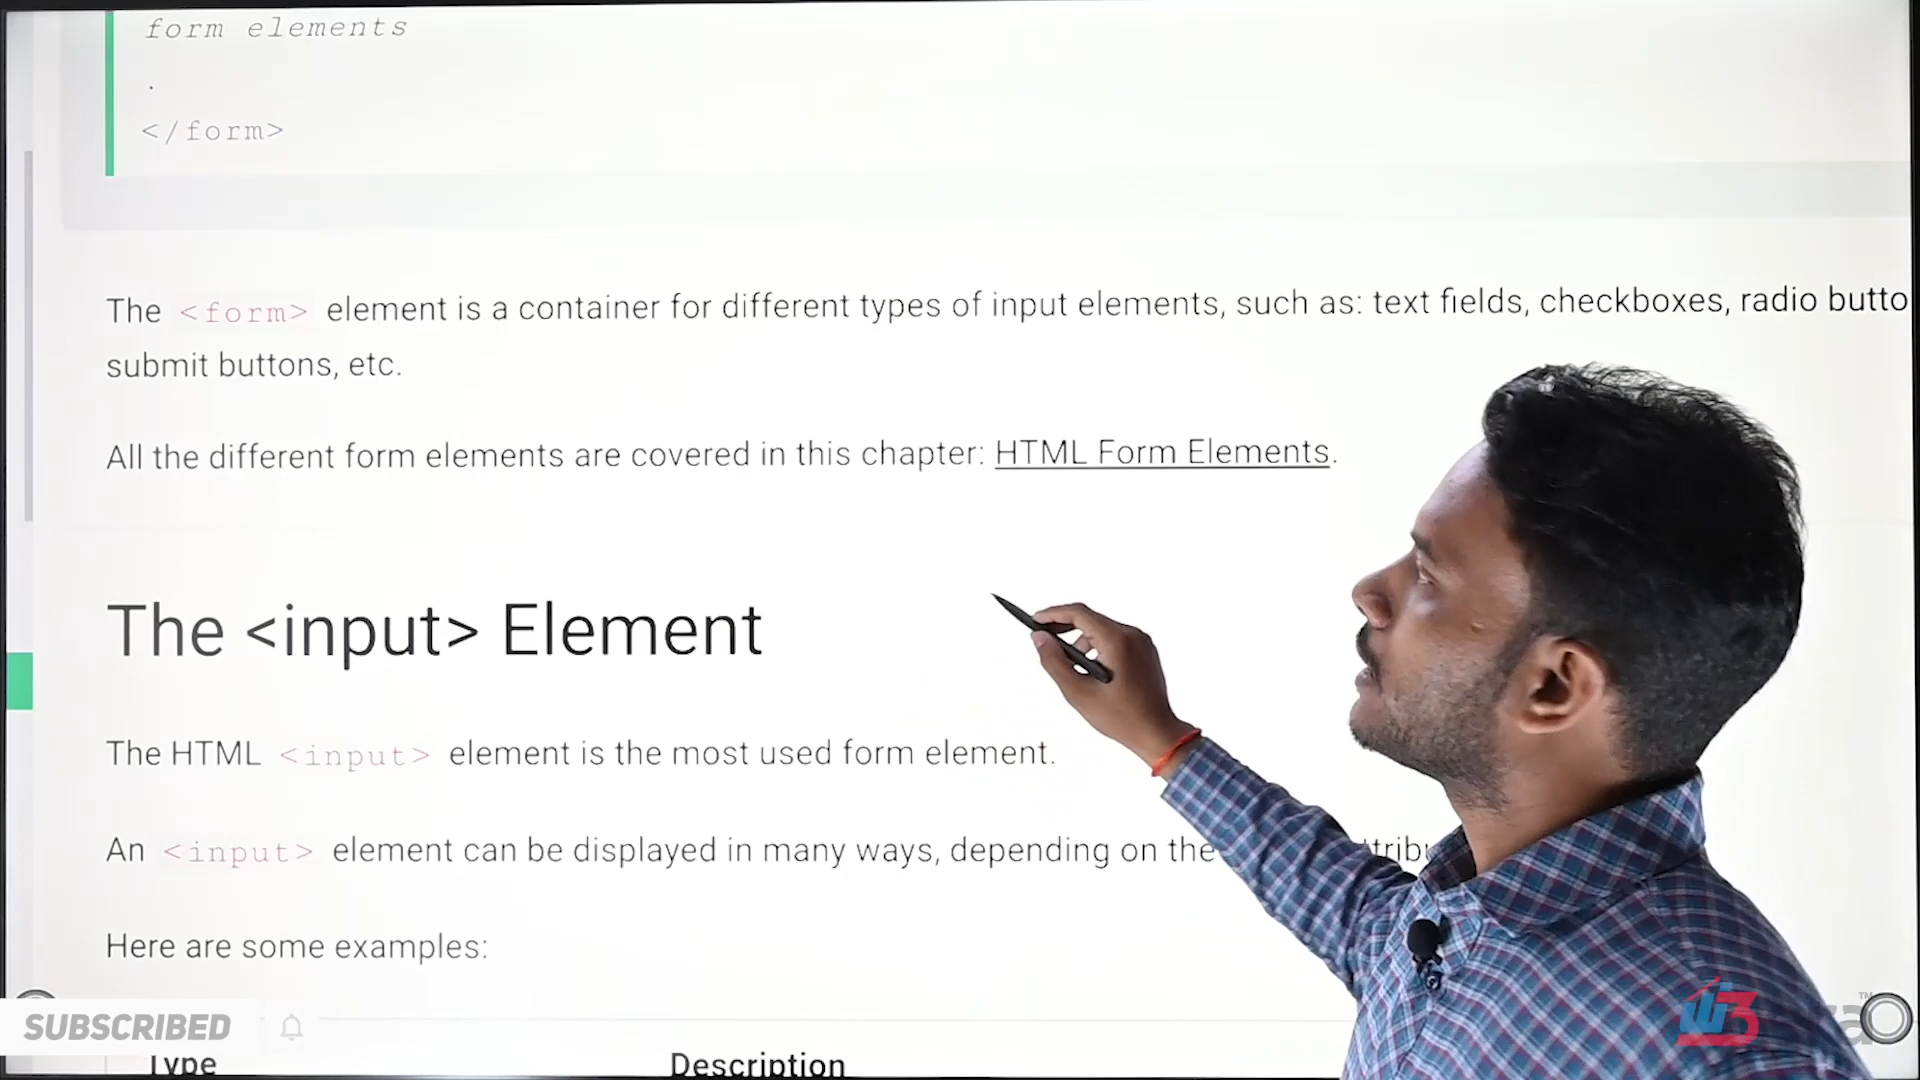 form elements
.
</form>
The <form> element is a container for different types of input elements, such as: text fields, checkboxes, radio butto
submit buttons, etc.
All the different form elements are covered in this chapter: HTML Form Elements.
The <input> Element
The HTML <input> element is the most used form element.
An <input> element can be displayed in many ways, depending on the
Here are some examples:
SUBSCRIBED
Type
Description